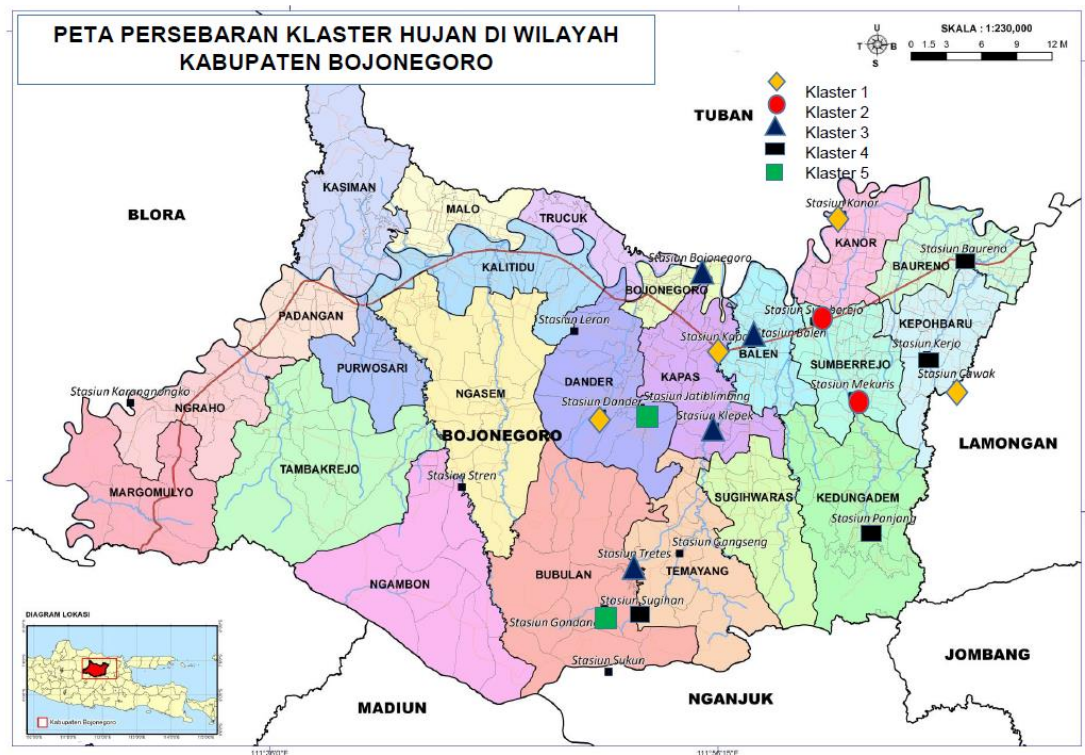 PETA PERSEBARAN KLASTER HUJAN DI WILAYAH
KABUPATEN BOJONEGORO
U
T B
S
SKALA : 1:230,000
0 1.5 3 6 9 12 M
Klaster 1
Klaster 2
Klaster 3
Klaster 4
Klaster 5
TUBAN
BLORA
KASIMAN
MALO
TRUCUK
Stasiun Kanor
KANOR
Stasiun Baureno
BAURENO
Stasiun Bojonegoro
KALITIDU
BOJONEGORO
PADANGAN
Stasiun Leran
Stasiun
Stasiun Balen
BALEN
KEPOHBARU
Stasiun Kerjo
PURWOSARI
SUMBERREJO
Stasiun Cawak
NGASEM
DANDER
KAPAS
Stasiun Mekuris
Stasiun Karangnongko
NGRAHO
Stasiun Dander
Stasiun Jatiblimbing
Stasiun Klepek
BOJONEGORO
LAMONGAN
TAMBAKREJO
Stasiun Stren
MARGOMULYO
SUGIHWARAS
KEDUNGADEM
Stasiun Panjang
Stasiun Gangseng
Stasiun Tretes
BUBULAN
TEMAYANG
NGAMBON
Stasiun Sugihan
Stasiun
DIAGRAM LOKASI
Kabupaten Bojonegoro
Stasiun Sukun
JOMBANG
MADIUN
NGANJUK
111°56'15"E